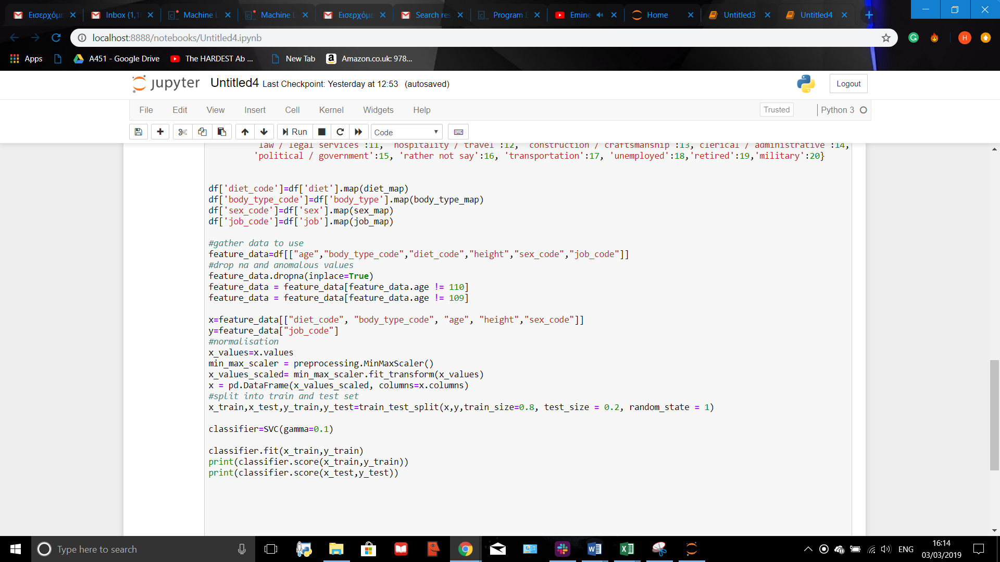 Εισερχόμε
Inbox (1,1
Machine L
Machine L
Εισερχόμε
Search res
Program E
Emine
Home
Untitled3
Untitled4
localhost:8888/notebooks/Untitled4.ipynb
H
Apps
A451 - Google Drive
The HARDEST Ab ...
New Tab
Amazon.co.uk: 978...
jupyter Untitled4 Last Checkpoint: Yesterday at 12:53 (autosaved)
Logout
File Edit View Insert Cell Kernel Widgets Help
Trusted
Python 3
Run
Code
law / legal services':11, 'hospitality / travel':12, 'construction / craftsmanship':13,'clerical / administrative':14,
'political / government':15, 'rather not say':16, 'transportation':17, 'unemployed':18,'retired':19,'military':20}
df['diet_code']=df['diet'].map(diet_map)
df['body_type_code']=df['body_type'].map(body_type_map)
df['sex_code']=df['sex'].map(sex_map)
df['job_code']=df['job'].map(job_map)
#gather data to use
feature_data=df[["age","body_type_code","diet_code","height","sex_code","job_code"]]
#drop na and anomalous values
feature_data.dropna(inplace=True)
feature_data = feature_data[feature_data.age != 110]
feature_data = feature_data[feature_data.age != 109]
x=feature_data[["diet_code", "body_type_code", "age", "height","sex_code"]]
y=feature_data["job_code"]
#normalisation
x_values=x.values
min_max_scaler = preprocessing.MinMaxScaler()
x_values_scaled= min_max_scaler.fit_transform(x_values)
x = pd.DataFrame(x_values_scaled, columns=x.columns)
#split into train and test set
x_train,x_test,y_train,y_test=train_test_split(x,y,train_size=0.8, test_size = 0.2, random_state = 1)
classifier=SVC(gamma=0.1)
classifier.fit(x_train,y_train)
print(classifier.score(x_train,y_train))
print(classifier.score(x_test,y_test))
Type here to search
ENG
16:14
03/03/2019